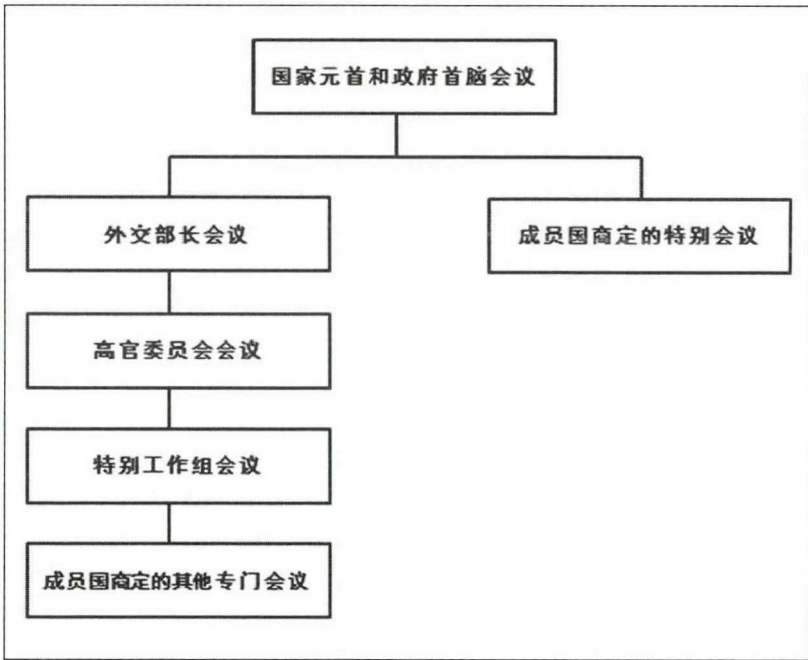 国家元首和政府首脑会议
外交部长会议
成员国商定的特别会议
高官委员会会议
特别工作组会议
成员国商定的其他专门会议